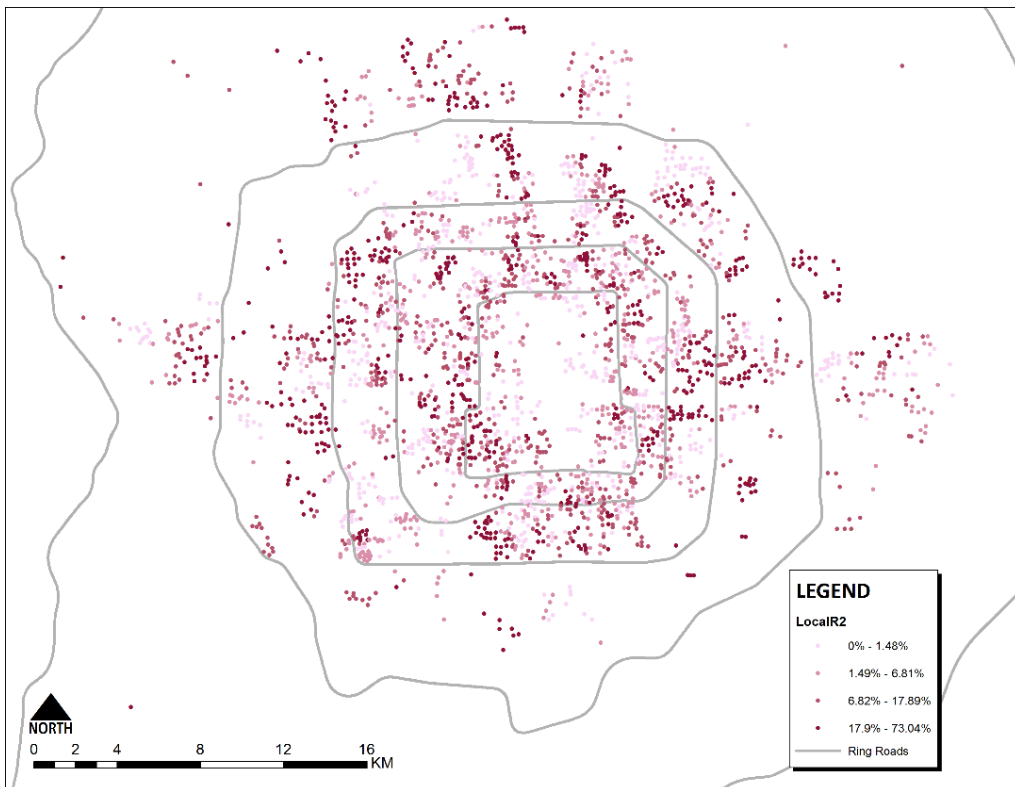 LEGEND
LocalR2
0% - 1.48%
1.49% - 6.81%
6.82% - 17.89%
17.9% - 73.04%
Ring Roads
NORTH
0 2 4 8 12 16
KM